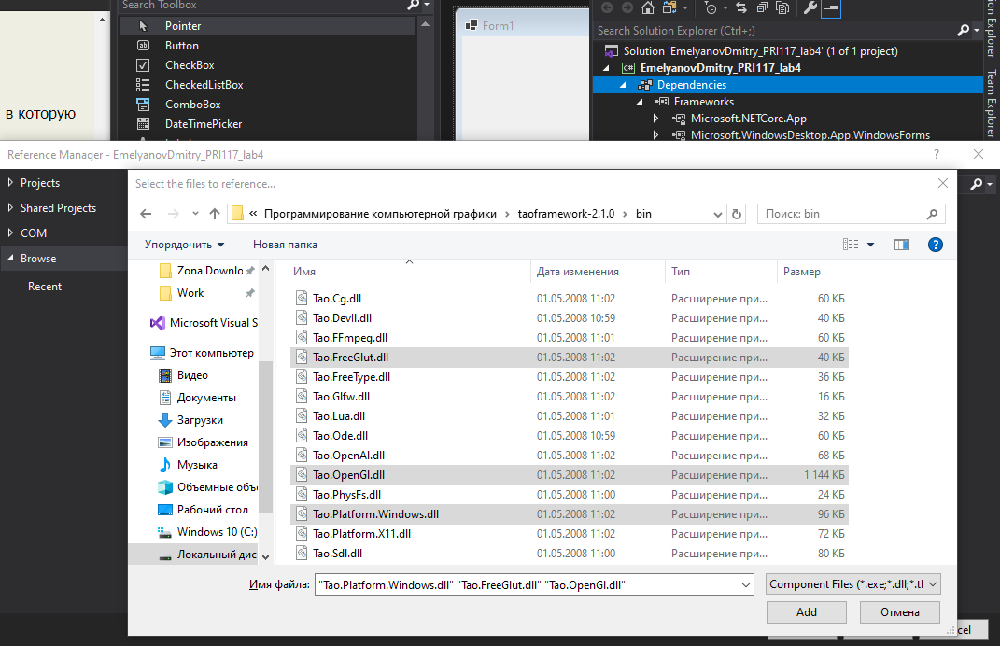 Search Toolbox
Pointer
Button
CheckBox
CheckedListBox
ComboBox
DateTimePicker
в которую
Form1
Search Solution Explorer (Ctrl+;)
Solution 'EmelyanovDmitry_PRI117_lab4' (1 of 1 project)
EmelyanovDmitry_PRI117_lab4
Dependencies
Frameworks
Microsoft.NETCore.App
Microsoft.WindowsDesktop.App.WindowsForms
Explorer
Team Explorer
Reference Manager - EmelyanovDmitry_PRI117_lab4
?
Projects
Shared Projects
COM
Browse
Recent
Select the files to reference...
« Программирование компьютерной графики › taoframework-2.1.0 › bin
Поиск: bin
Упорядочить
Новая папка
Zona Downlo
Work
Microsoft Visual S
Этот компьютер
Видео
Документы
Загрузки
Изображения
Музыка
Объемные объ
Рабочий стол
Windows 10 (C:)
Локальный дис
Имя Дата изменения Тип Размер
Tao.Cg.dll 01.05.2008 11:02 Расширение при... 60 КБ
Tao.DevIl.dll 01.05.2008 10:59 Расширение при... 40 КБ
Tao.FFmpeg.dll 01.05.2008 11:01 Расширение при... 60 КБ
Tao.FreeGlut.dll 01.05.2008 11:02 Расширение при... 40 КБ
Tao.FreeType.dll 01.05.2008 11:02 Расширение при... 36 КБ
Tao.Glfw.dll 01.05.2008 11:02 Расширение при... 16 КБ
Tao.Lua.dll 01.05.2008 11:01 Расширение при... 32 КБ
Tao.Ode.dll 01.05.2008 10:59 Расширение при... 60 КБ
Tao.OpenAl.dll 01.05.2008 11:02 Расширение при... 68 КБ
Tao.OpenGl.dll 01.05.2008 11:02 Расширение при... 1 144 КБ
Tao.PhysFs.dll 01.05.2008 11:00 Расширение при... 24 КБ
Tao.Platform.Windows.dll 01.05.2008 11:02 Расширение при... 96 КБ
Tao.Platform.X11.dll 01.05.2008 11:02 Расширение при... 72 КБ
Tao.Sdl.dll 01.05.2008 11:00 Расширение при... 80 КБ
Имя файла: "Tao.Platform.Windows.dll" "Tao.FreeGlut.dll" "Tao.OpenGl.dll"
Component Files (*.exe;*.dll;*.tl
Add
Отмена
cel